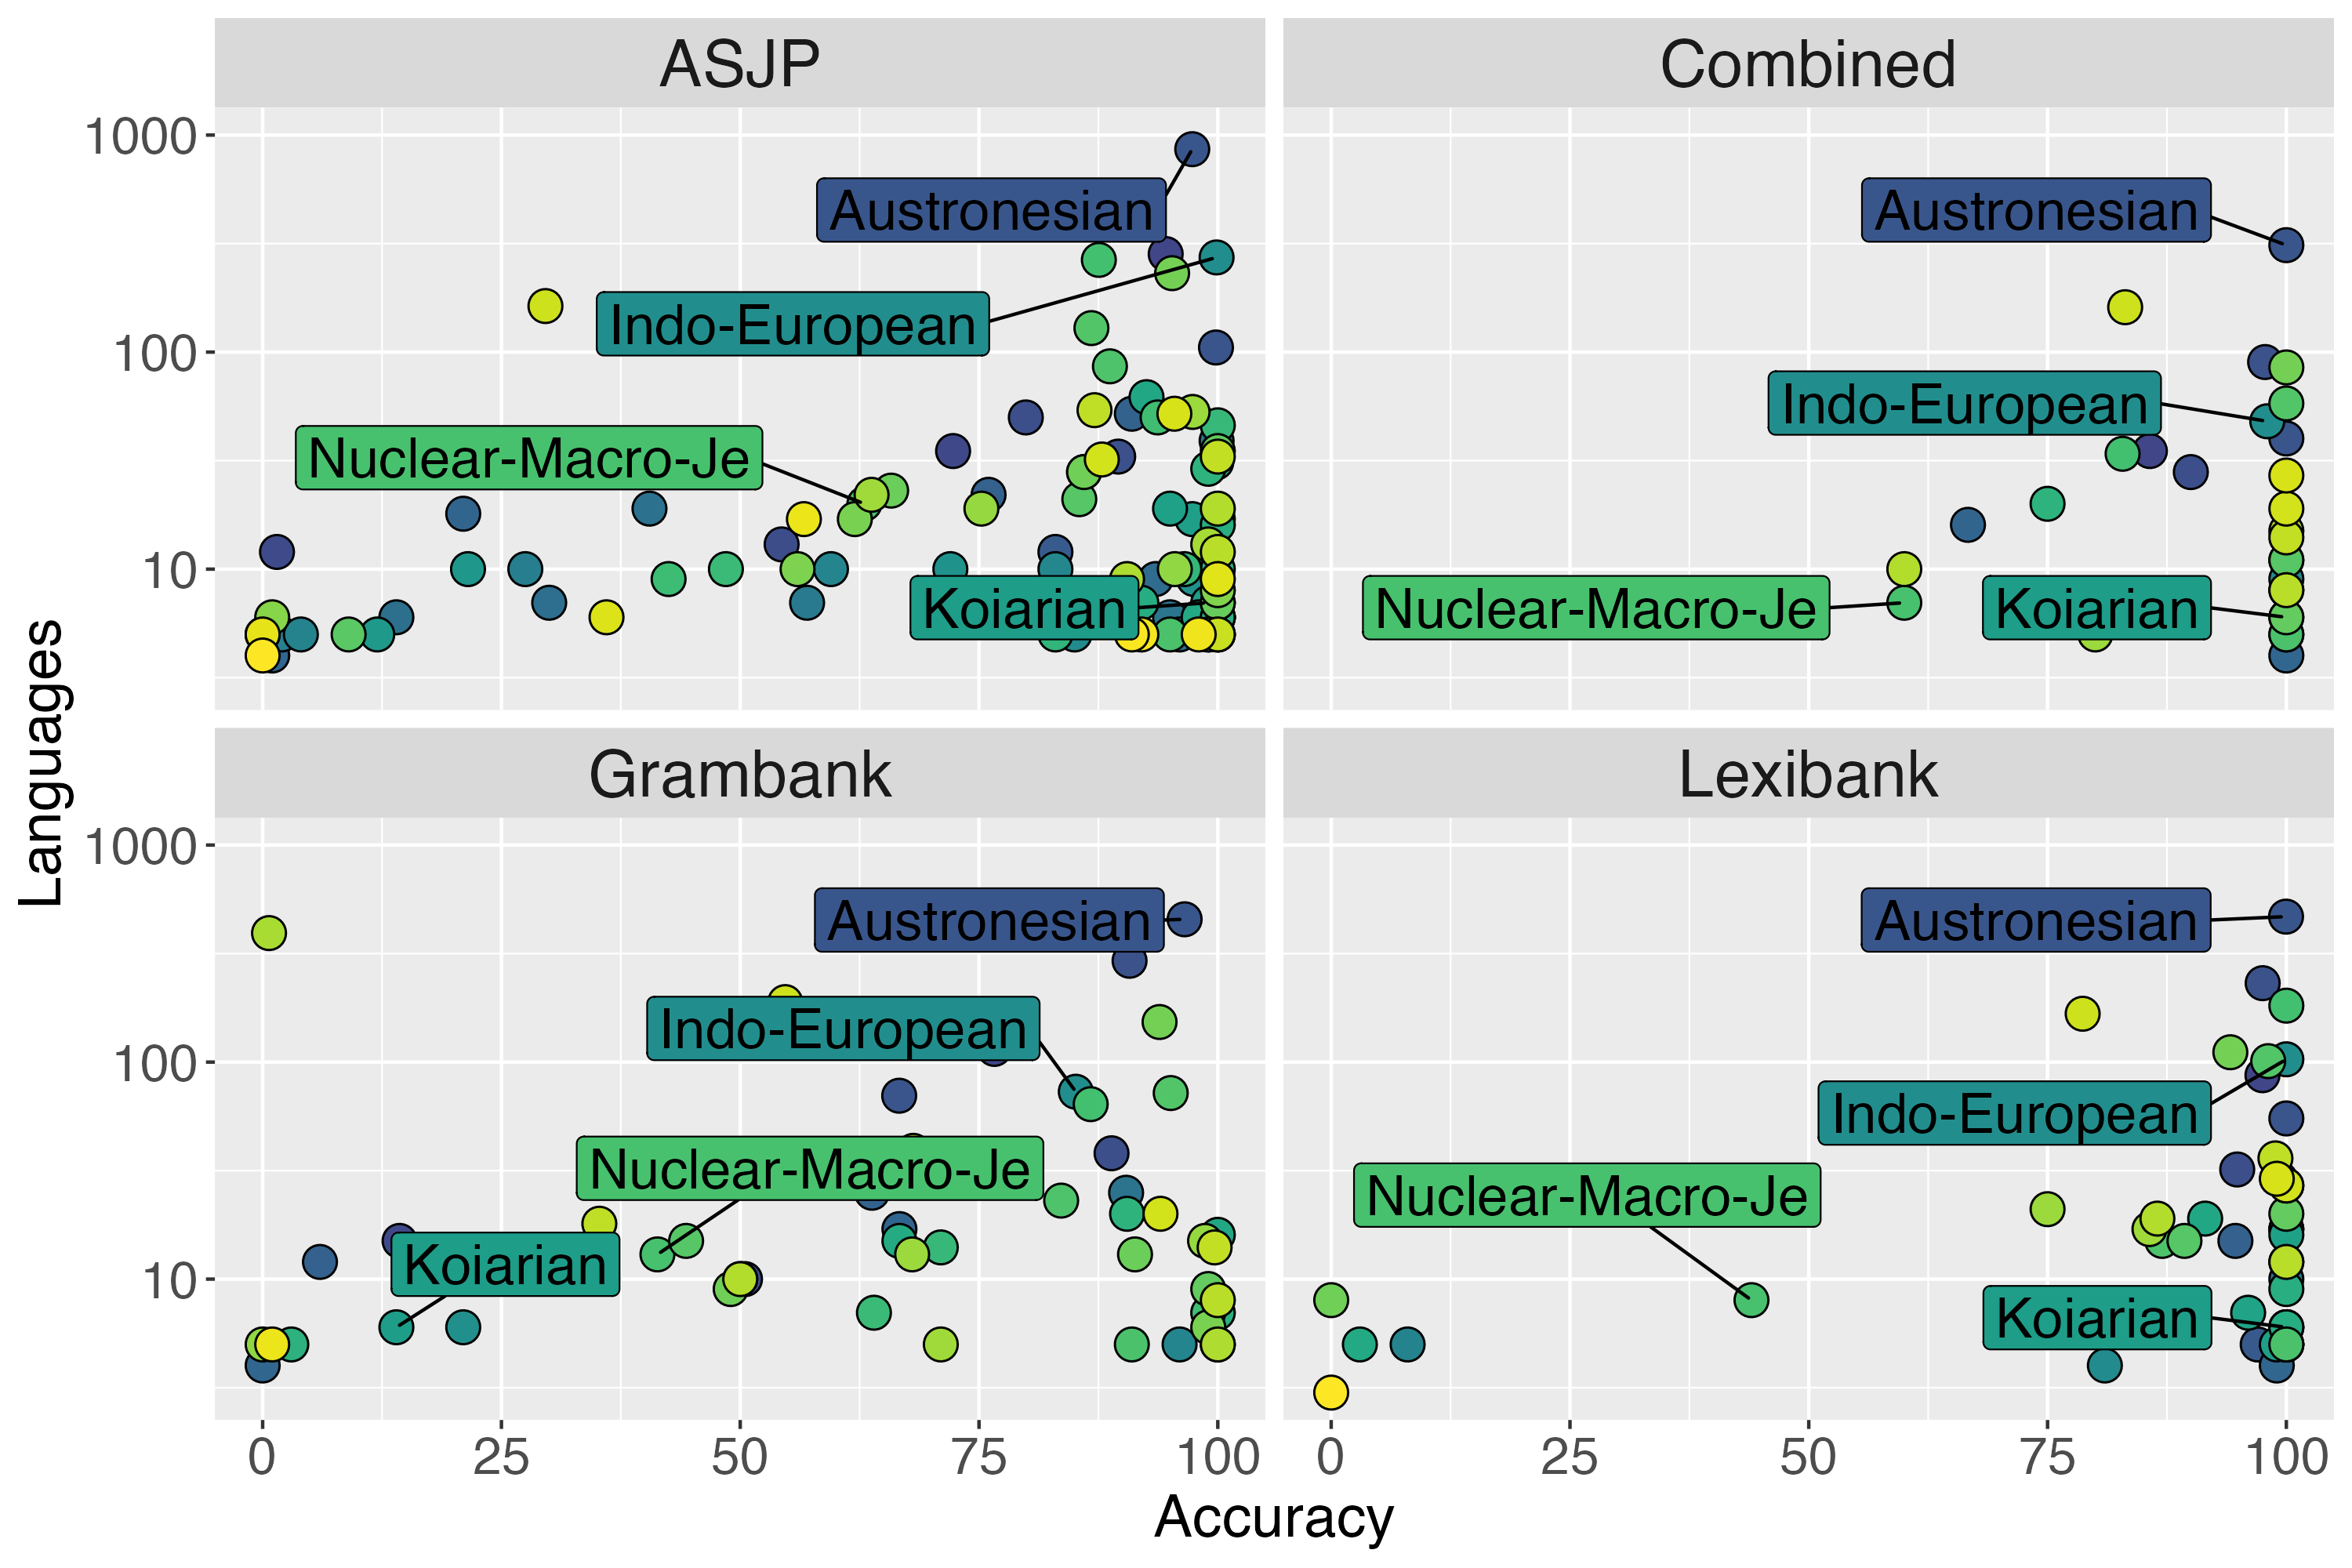 ASJP
Combined
1000
100
10
Austronesian
Indo-European
Nuclear-Macro-Je
Koiarian
Austronesian
Indo-European
Nuclear-Macro-Je
Koiarian
Languages
Grambank
Lexibank
1000
100
10
Austronesian
Indo-European
Nuclear-Macro-Je
Koiarian
Austronesian
Indo-European
Nuclear-Macro-Je
Koiarian
0 25 50 75 100
0 25 50 75 100
Accuracy